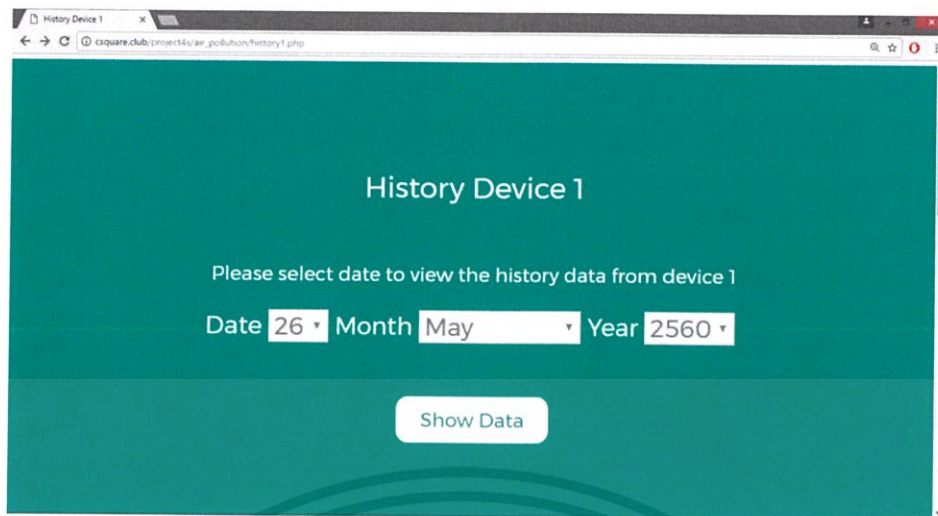 History Device 1
csquare.club/project4s/air_pollution/history1.php
History Device 1
Please select date to view the history data from device 1
Date 26 Month May Year 2560
Show Data